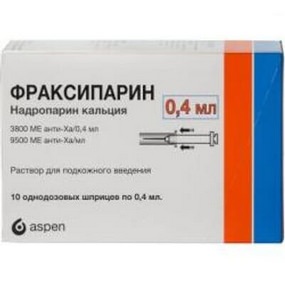 ФРАКСИПАРИН
Надропарин кальция
0,4 мл
3800 МЕ анти-Ха/0,4 мл
9500 МЕ анти-Ха/мл
Раствор для подкожного введения
10 однодозовых шприцев по 0,4 мл.
aspen